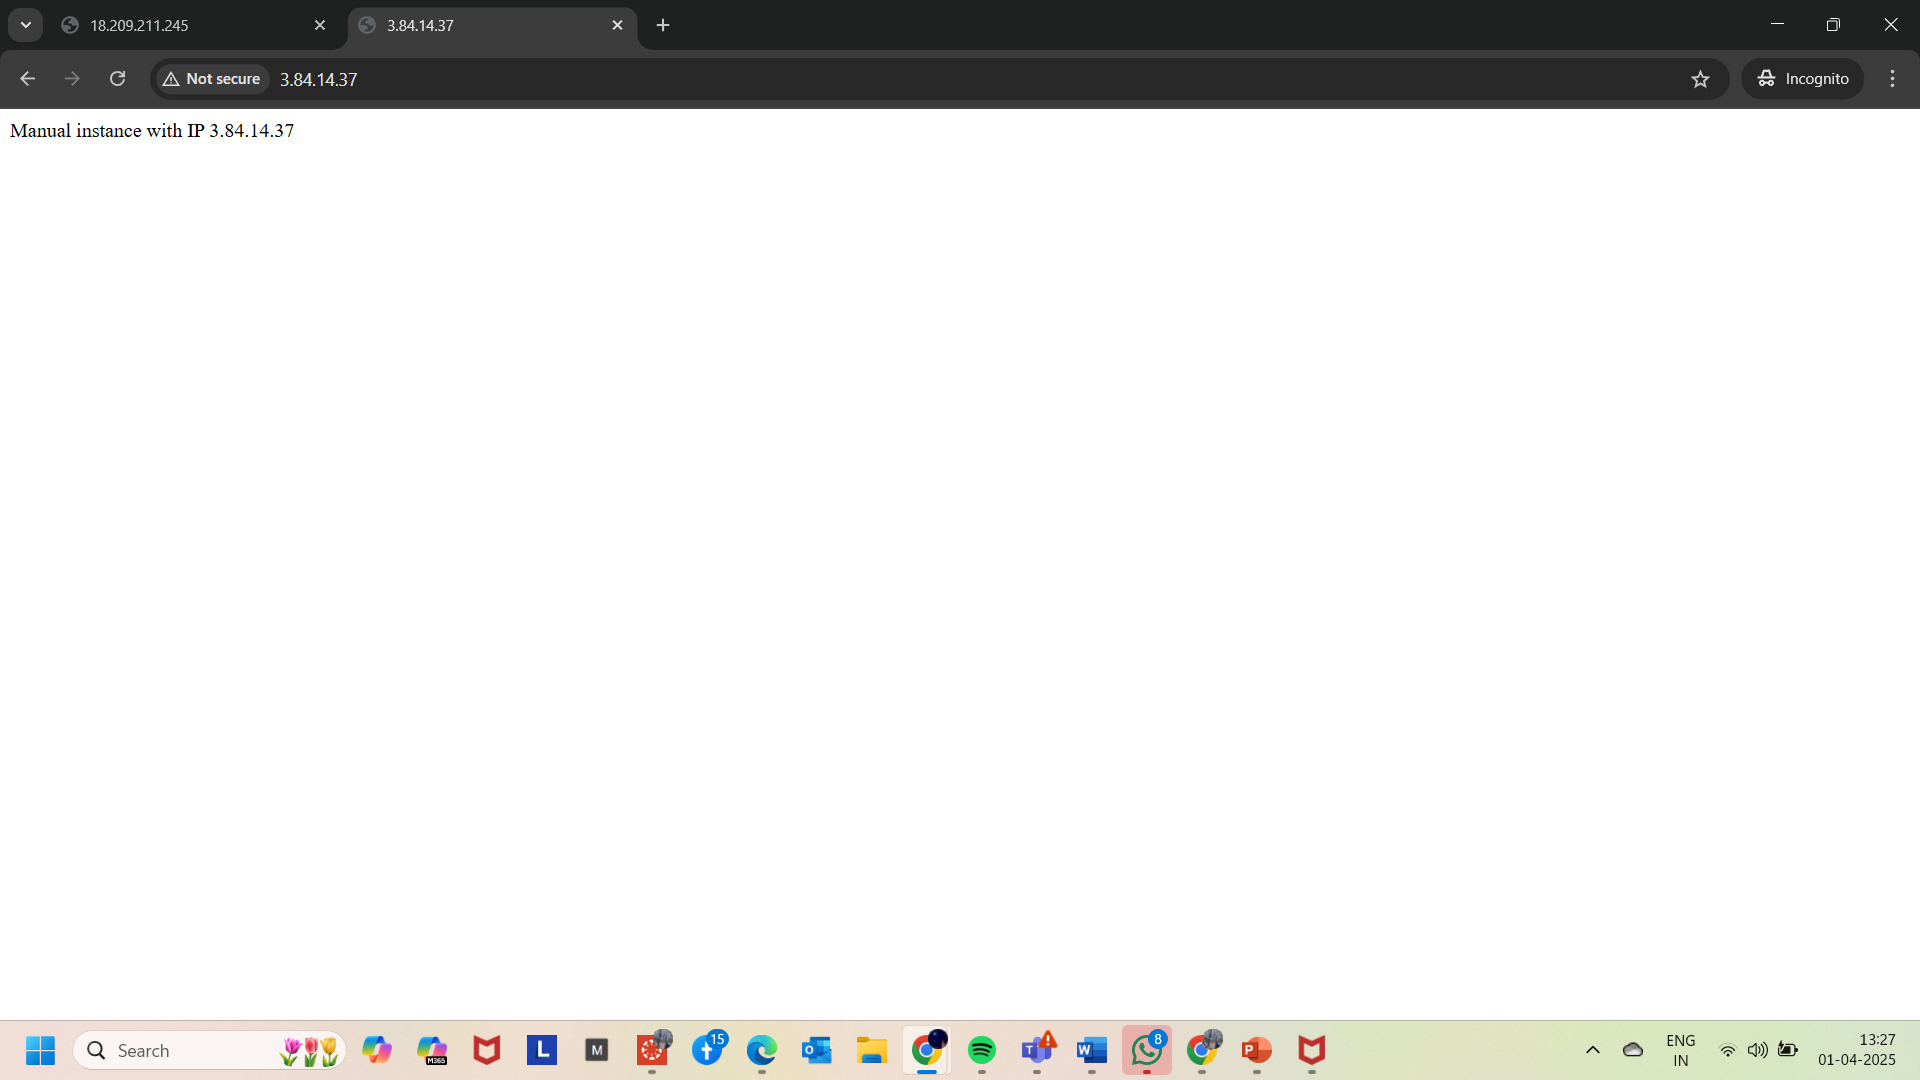 18.209.211.245
3.84.14.37
Not secure
3.84.14.37
Incognito
Manual instance with IP 3.84.14.37
Search
M365
L
M
15
O
T
W
8
P
ENG
IN
13:27
01-04-2025